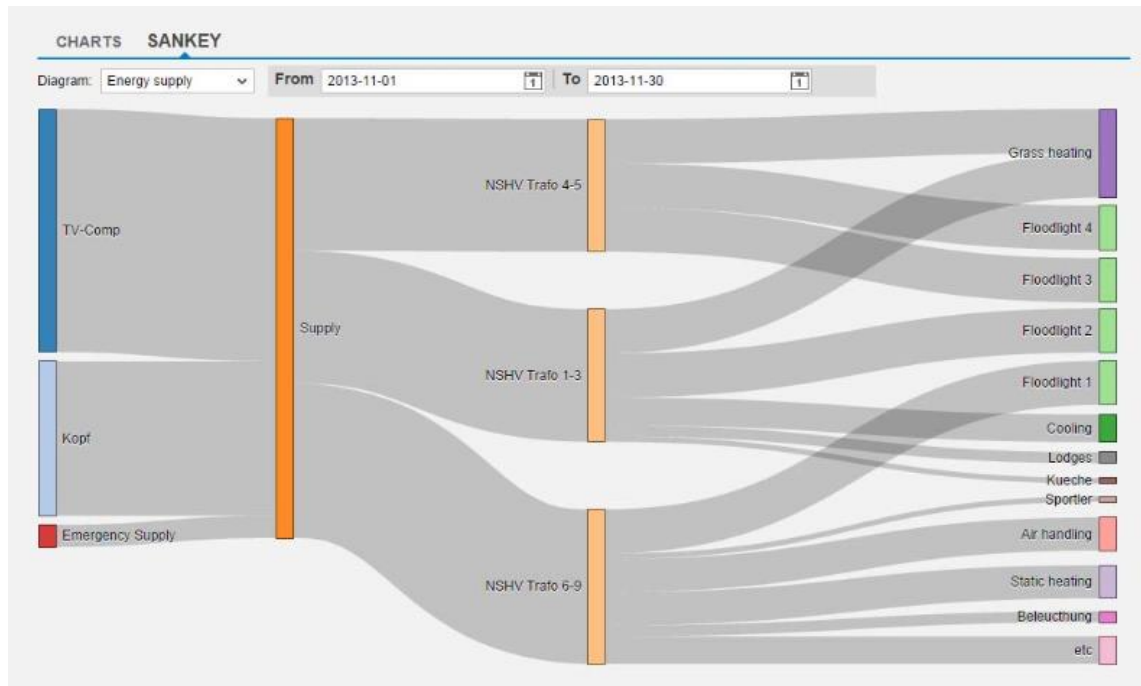 CHARTS SANKEY
Diagram: Energy supply From 2013-11-01 1 To 2013-11-30 1
Grass heating
NSHV Trafo 4-5
TV-Comp
Floodlight 4
Floodlight 3
Supply
Floodlight 2
NSHV Trafo 1-3
Floodlight 1
Cooling
Kopf
Lodges
Kueche
Sportler
Emergency Supply
Air handling
NSHV Trafo 6-9
Static heating
Beleucthung
etc